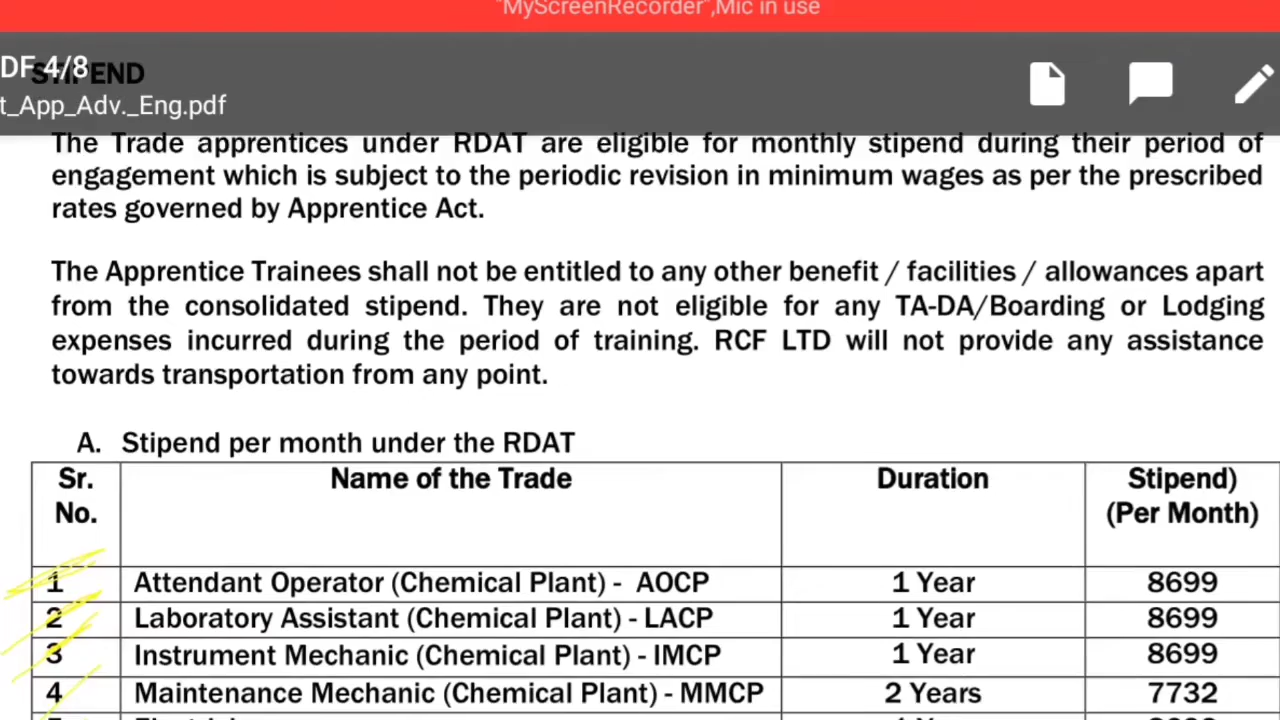 "MyScreenRecorder",Mic in use
DF 4/8
STIPEND
t_App_Adv._Eng.pdf
The Trade apprentices under RDAT are eligible for monthly stipend during their period of
engagement which is subject to the periodic revision in minimum wages as per the prescribed
rates governed by Apprentice Act.
The Apprentice Trainees shall not be entitled to any other benefit / facilities / allowances apart
from the consolidated stipend. They are not eligible for any TA-DA/Boarding or Lodging
expenses incurred during the period of training. RCF LTD will not provide any assistance
towards transportation from any point.
A. Stipend per month under the RDAT
Sr. No. Name of the Trade Duration Stipend) (Per Month)
1 Attendant Operator (Chemical Plant) - AOCP 1 Year 8699
2 Laboratory Assistant (Chemical Plant) - LACP 1 Year 8699
3 Instrument Mechanic (Chemical Plant) - IMCP 1 Year 8699
4 Maintenance Mechanic (Chemical Plant) - MMCP 2 Years 7732